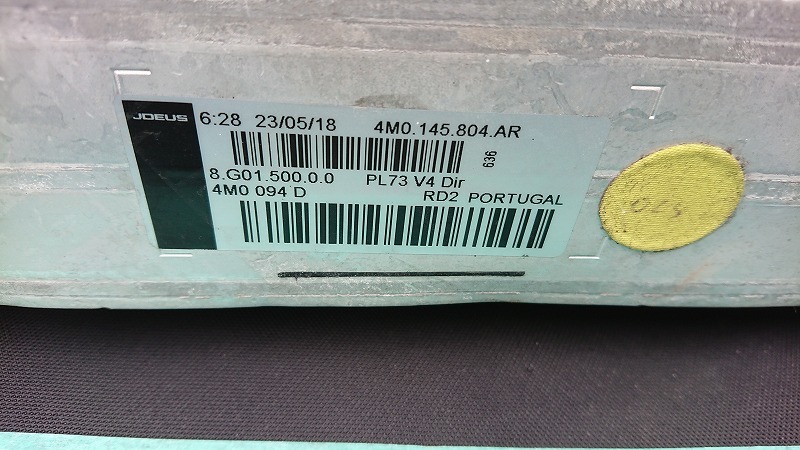 JDEUS 6:28 23/05/18 4M0.145.804.AR
636
8.G01.500.0.0 PL73 V4 Dir
4M0 094 D RD2 PORTUGAL